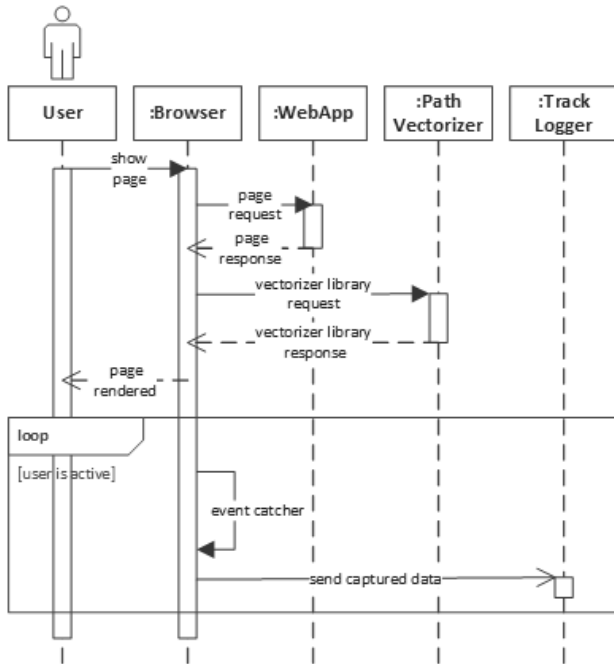 User
:Browser
:WebApp
:Path
Vectorizer
:Track
Logger
show
page
page
request
page
response
vectorizer library
request
vectorizer library
response
page
rendered
loop
[user is active]
event catcher
send captured data